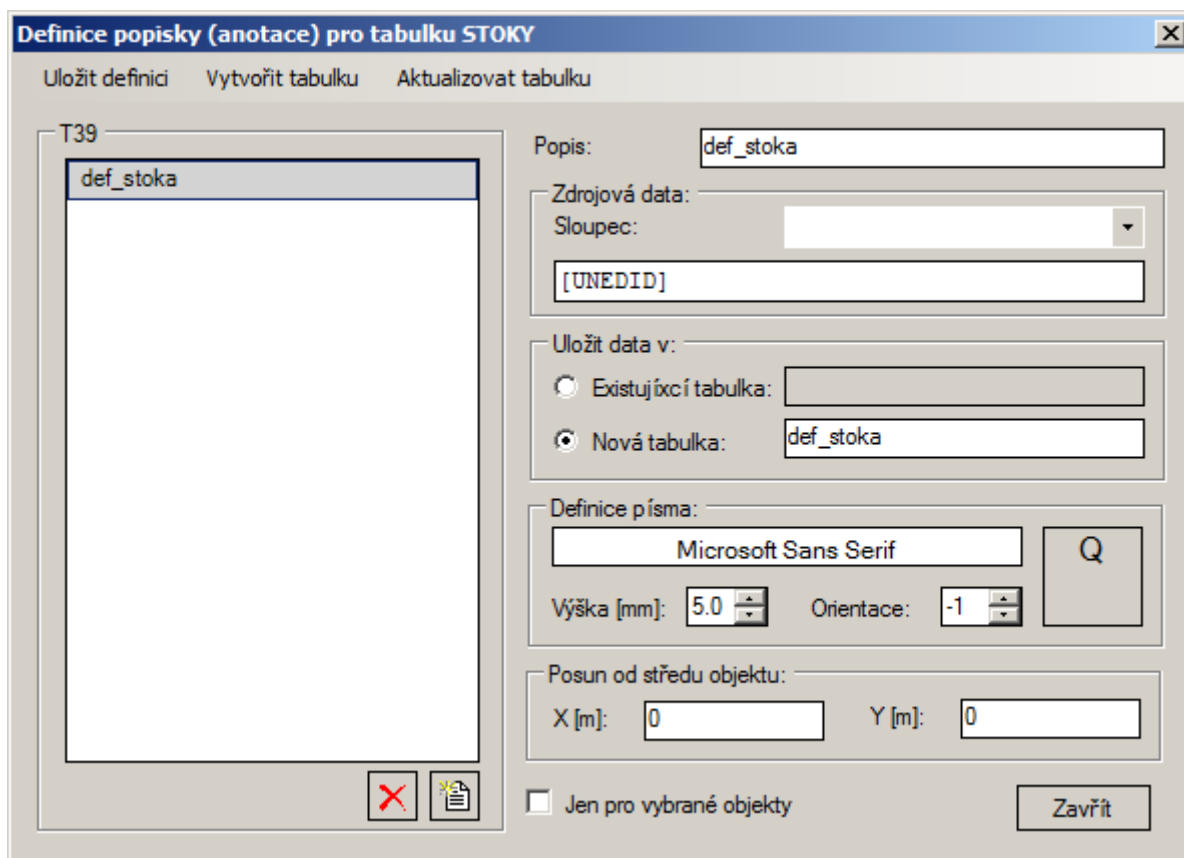 Definice popisky (anotace) pro tabulku STOKY
Uložit definici Vytvořit tabulku Aktualizovat tabulku
T39
def_stoka
Popis: def_stoka
Zdrojová data:
Sloupec:
[UNEDID]
Uložit data v:
Existujíxcí tabulka:
Nová tabulka: def_stoka
Definice písma:
Microsoft Sans Serif
Q
Výška [mm]: 5.0 Orientace: -1
Posun od středu objektu:
X [m]: 0 Y [m]: 0
Jen pro vybrané objekty
Zavřít